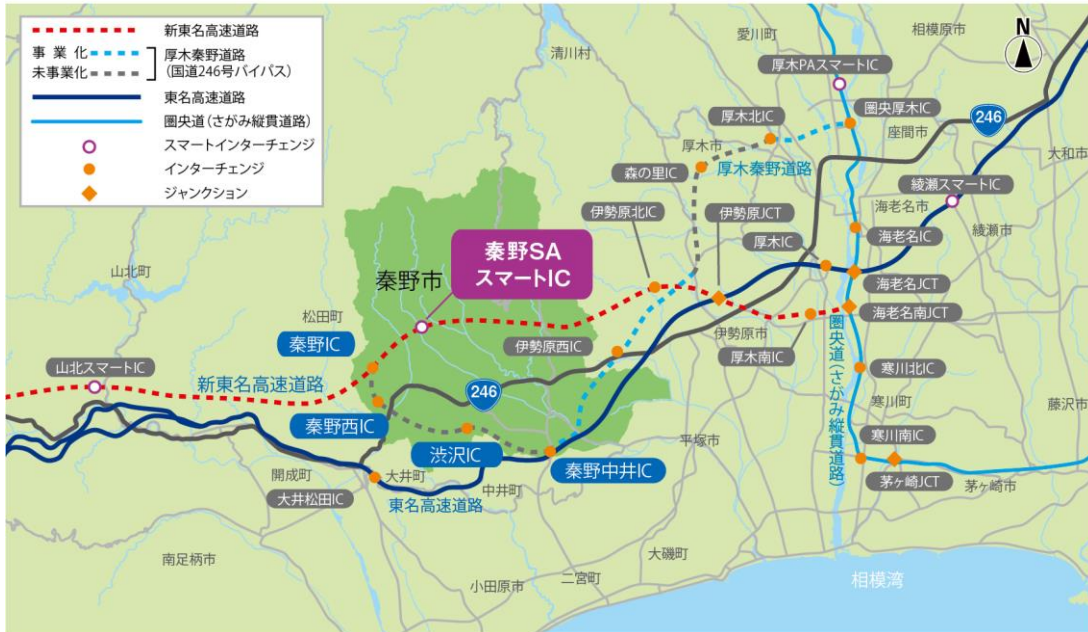 新東名高速道路
事業化
未事業化
厚木秦野道路
(国道246号バイパス)
東名高速道路
圏央道(さがみ縦貫道路)
スマートインターチェンジ
インターチェンジ
ジャンクション
清川村
愛川町
相模原市
N
厚木PAスマートIC
厚木北IC
圏央厚木IC
246
座間市
厚木市
大和市
森の里IC
厚木秦野道路
綾瀬スマートIC
伊勢原北IC
伊勢原JCT
海老名市
綾瀬市
厚木IC
海老名IC
山北町
秦野SA
スマートIC
秦野市
海老名JCT
松田町
海老名南JCT
秦野IC
伊勢原西IC
伊勢原市
厚木南IC
山北スマートIC
圏央道(さがみ縦貫道路)
寒川北IC
新東名高速道路
246
寒川町
藤沢市
秦野西IC
渋沢IC
秦野中井IC
平塚市
寒川南IC
開成町
大井町
茅ヶ崎JCT
茅ヶ崎市
大井松田IC
東名高速道路
中井町
南足柄市
大磯町
小田原市
二宮町
相模湾